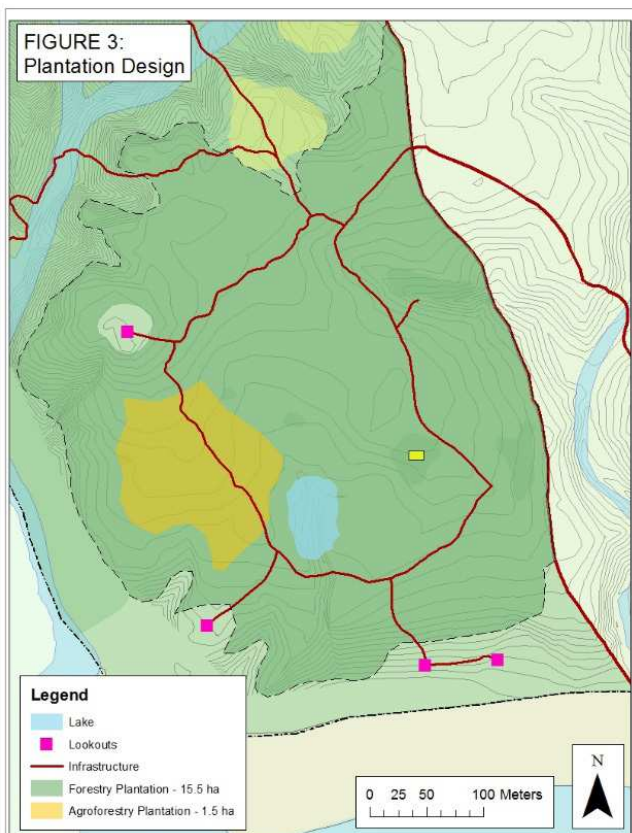 FIGURE 3:
Plantation Design
Legend
Lake
Lookouts
Infrastructure
Forestry Plantation - 15.5 ha
Agroforestry Plantation - 1.5 ha
0 25 50 100 Meters
N